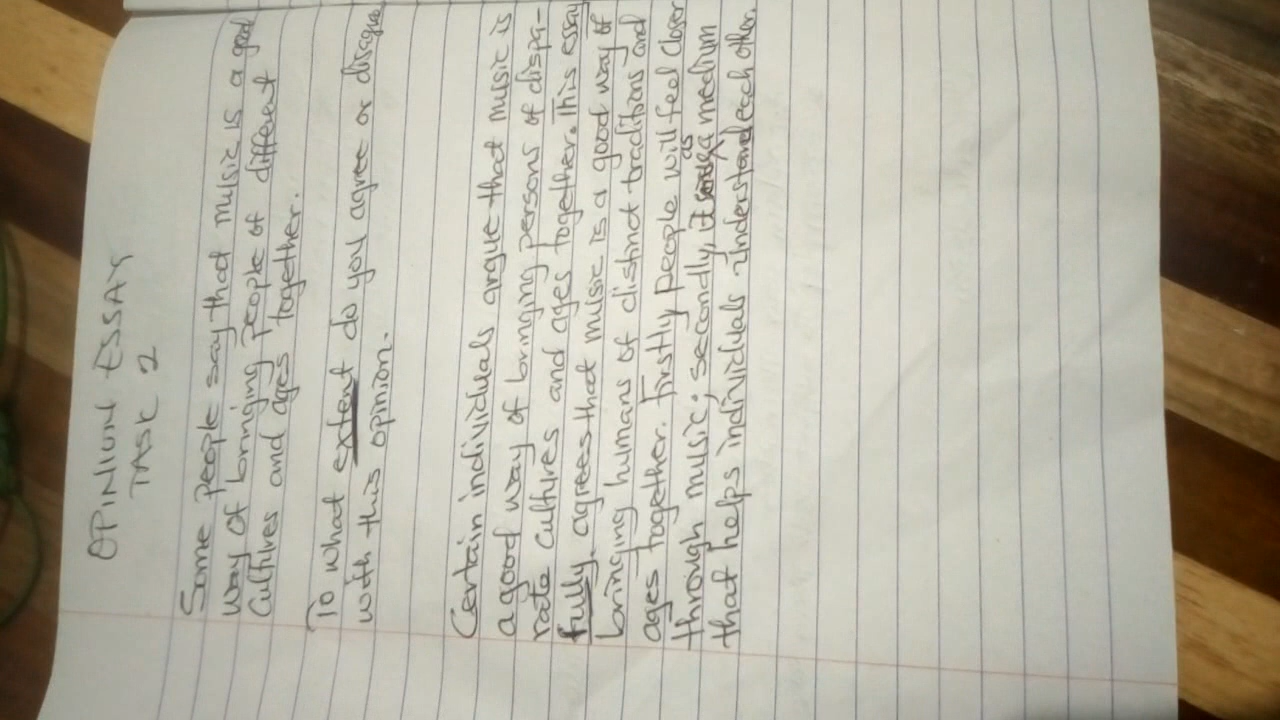 OPINIUN ESSAY
TASK 2
Some people say that music is a good
way of bringing people of different
cultures and ages together.
To what extent do you agree or disagree
with this opinion.
Certain individuals argue that music is
a good way of bringing persons of dispa-
rate cultures and ages together. This essay
fully agrees that music is a good way of
bringing humans of distinct traditions and
ages together. Firstly, people will feel closer
through music; secondly, it as a medium
that helps individuals understand each other.